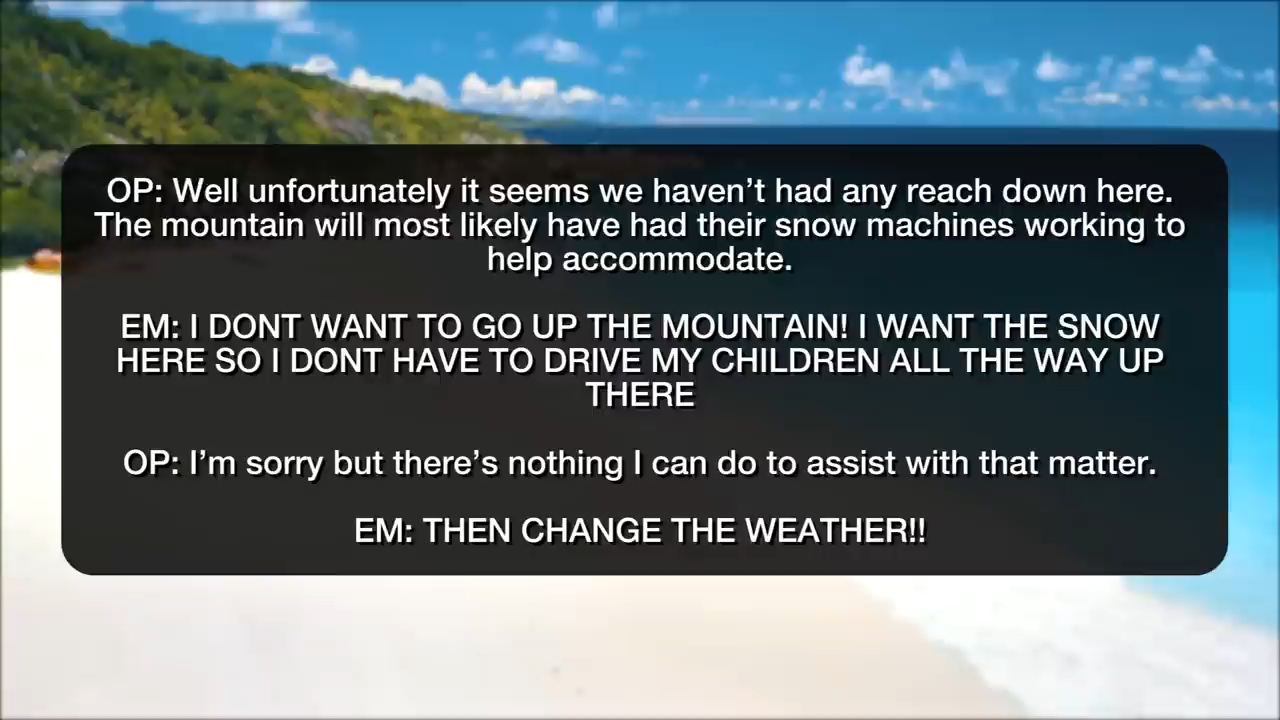 OP: Well unfortunately it seems we haven’t had any reach down here.
The mountain will most likely have had their snow machines working to
help accommodate.
EM: I DONT WANT TO GO UP THE MOUNTAIN! I WANT THE SNOW
HERE SO I DONT HAVE TO DRIVE MY CHILDREN ALL THE WAY UP
THERE
OP: I’m sorry but there’s nothing I can do to assist with that matter.
EM: THEN CHANGE THE WEATHER!!